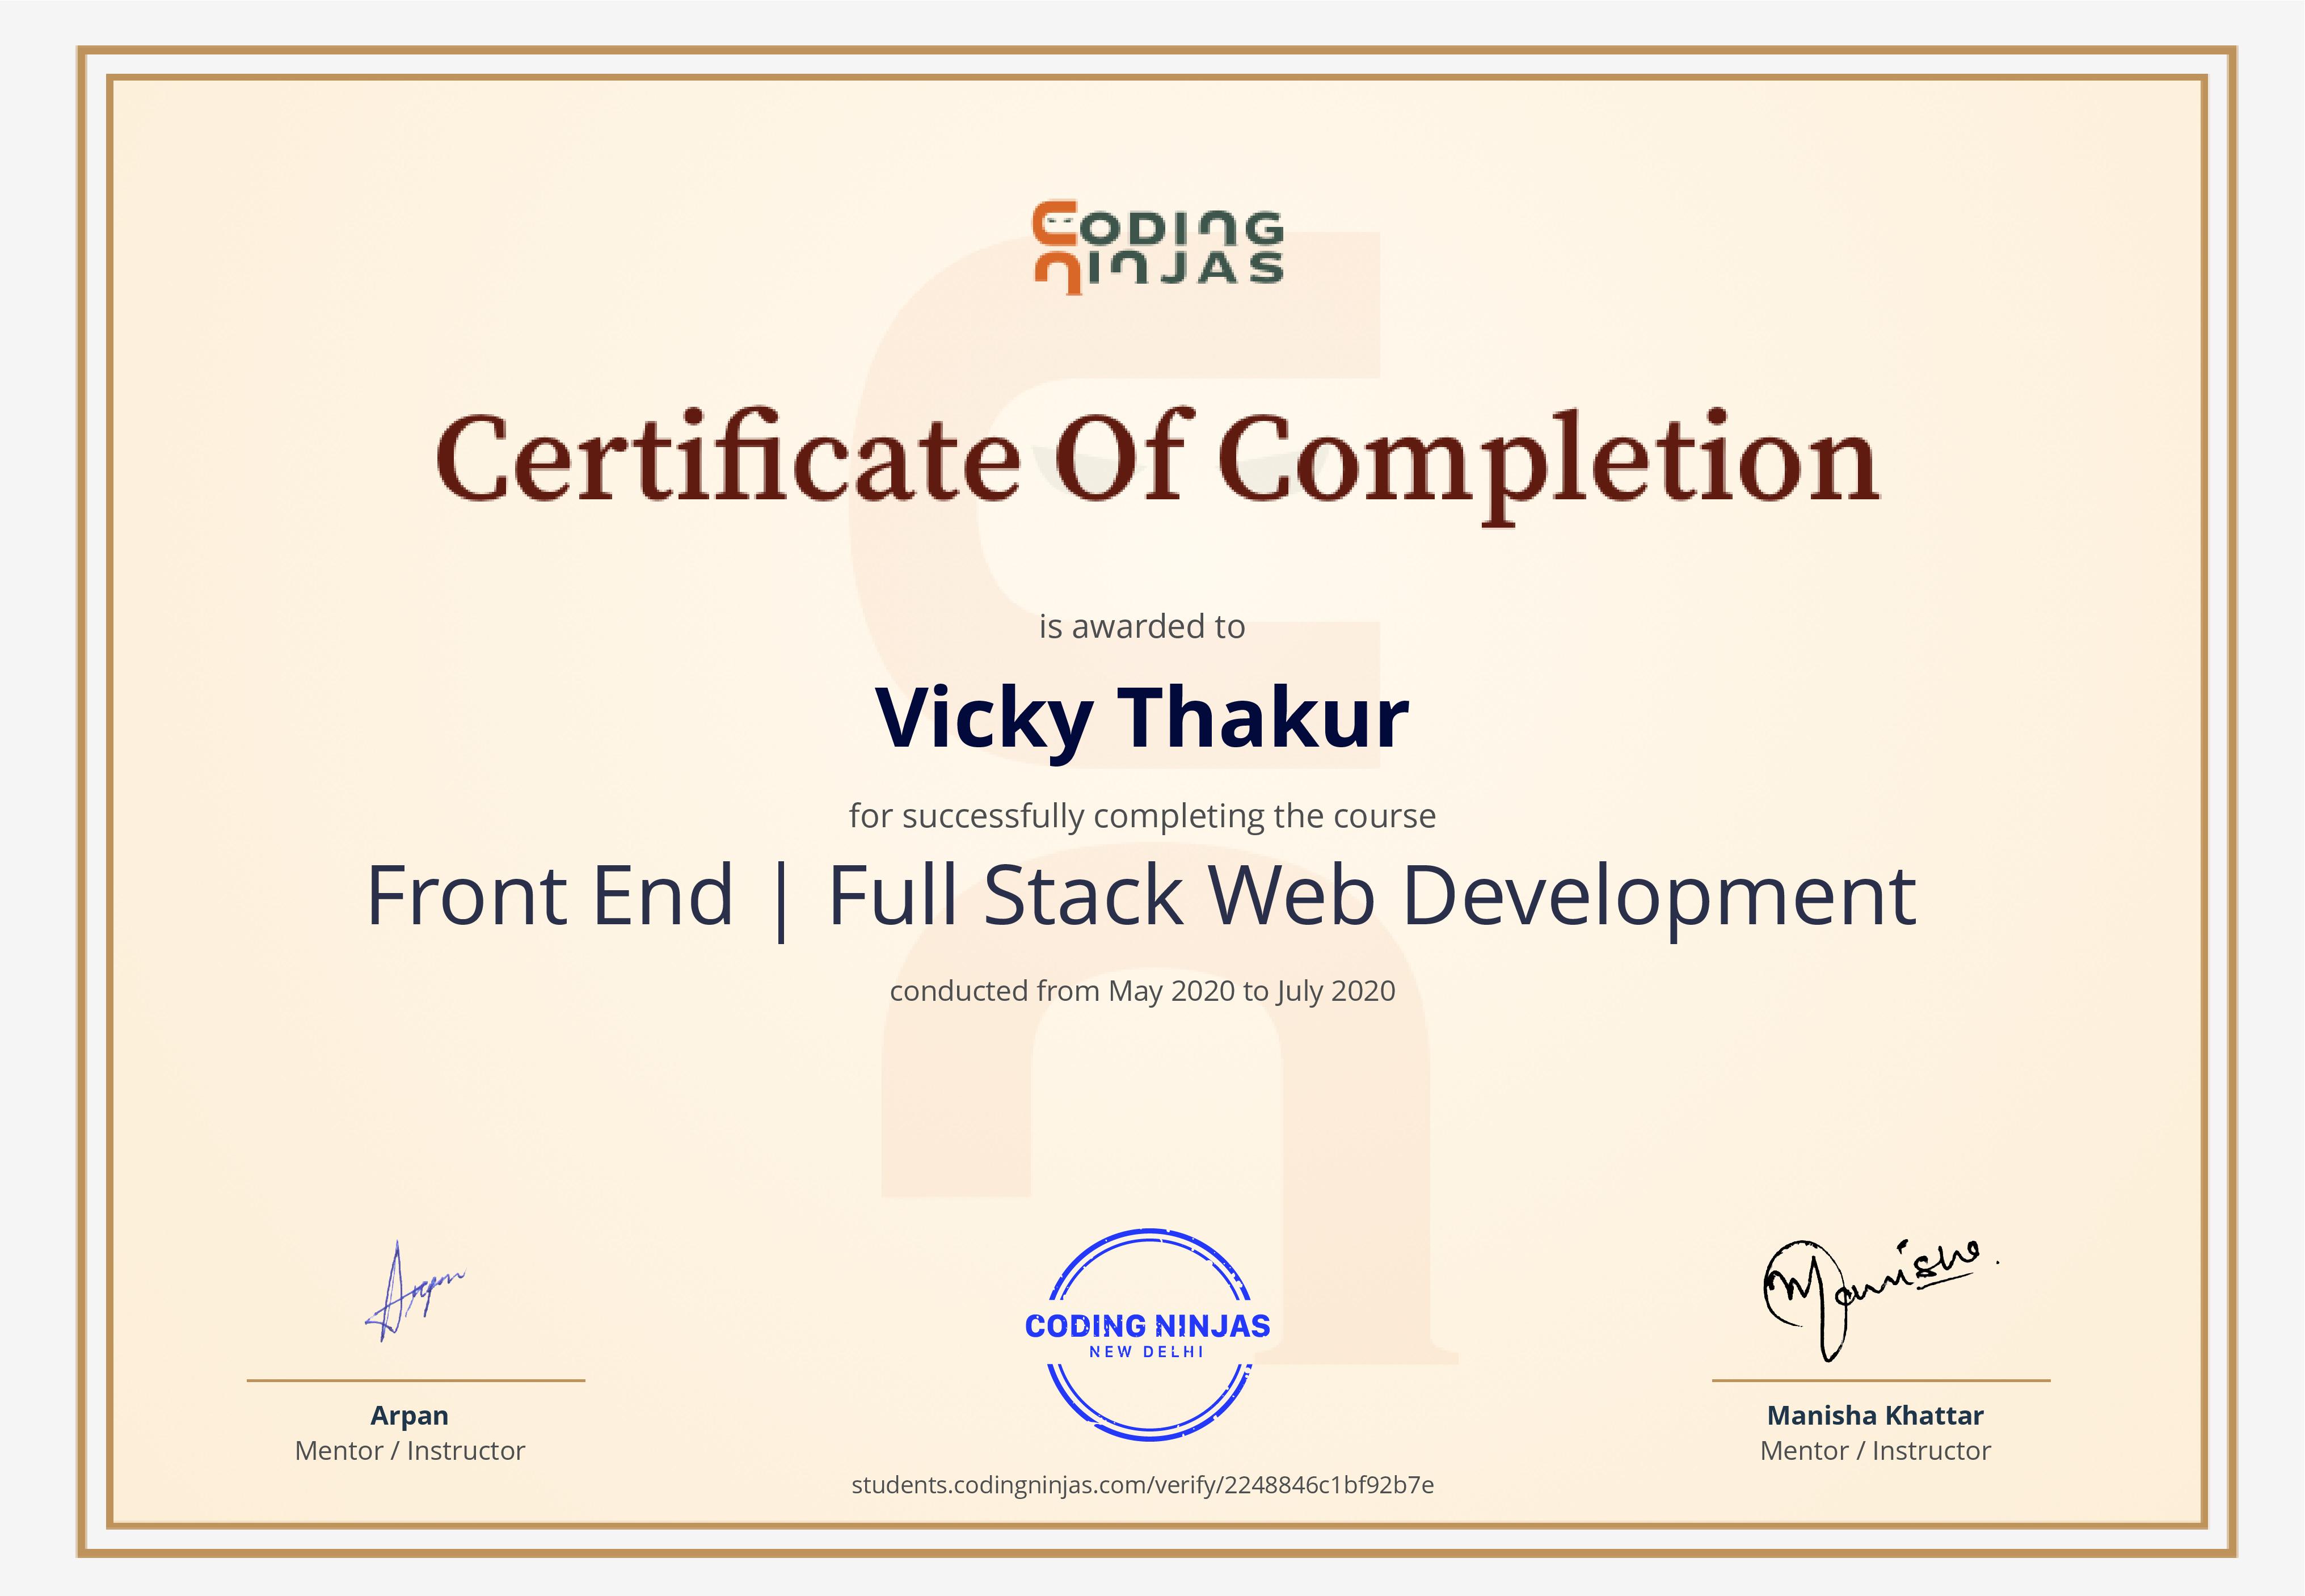 CODING
NINJAS
Certificate Of Completion
is awarded to
Vicky Thakur
for successfully completing the course
Front End | Full Stack Web Development
conducted from May 2020 to July 2020
Arpan
Manisha.
CODING NINJAS
NEW DELHI
Arpan
Mentor / Instructor
Manisha Khattar
Mentor / Instructor
students.codingninjas.com/verify/2248846c1bf92b7e